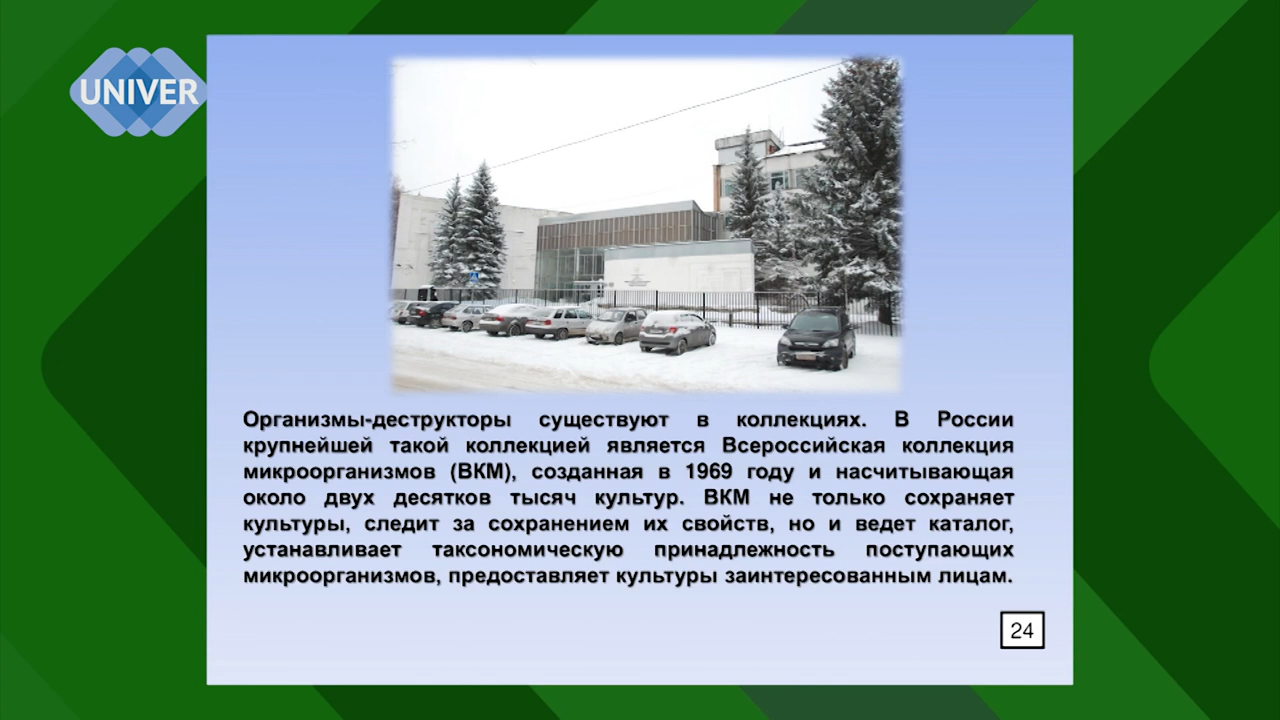 UNIVER
Организмы-деструкторы существуют в коллекциях. В России
крупнейшей такой коллекцией является Всероссийская коллекция
микроорганизмов (ВКМ), созданная в 1969 году и насчитывающая
около двух десятков тысяч культур. ВКМ не только сохраняет
культуры, следит за сохранением их свойств, но и ведет каталог,
устанавливает таксономическую принадлежность поступающих
микроорганизмов, предоставляет культуры заинтересованным лицам.
24